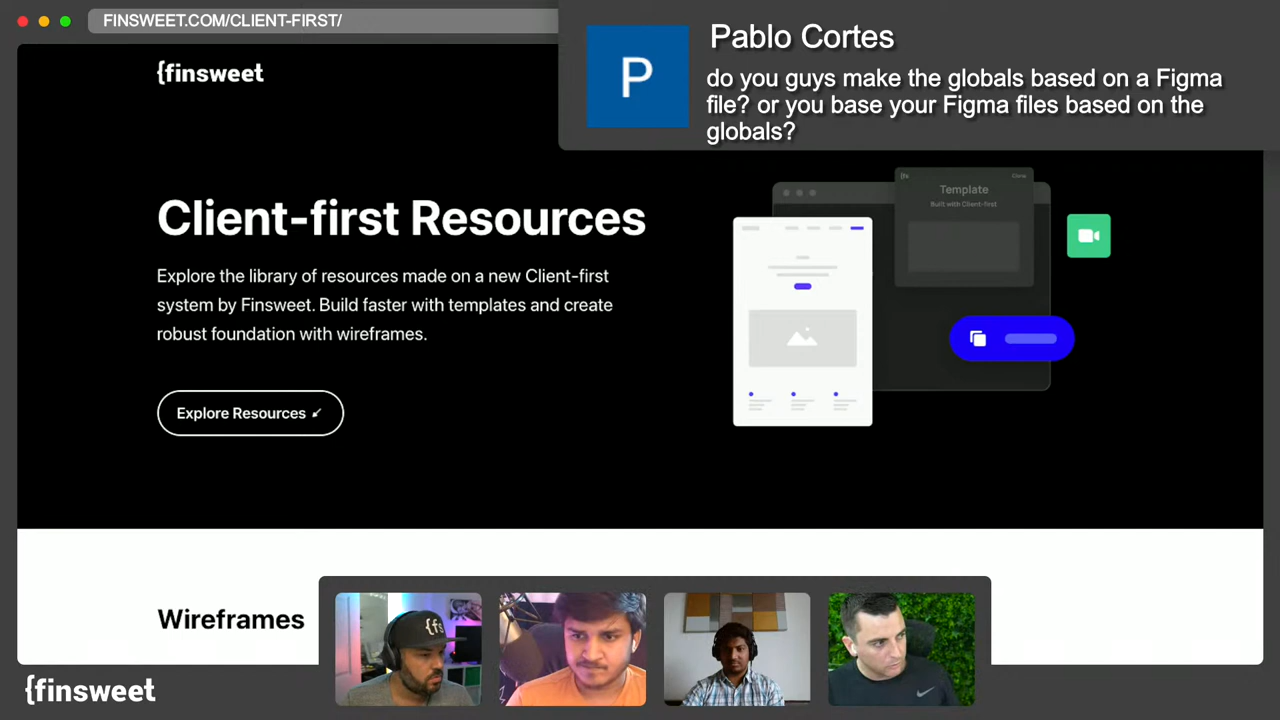 FINSWEET.COM/CLIENT-FIRST/
P
Pablo Cortes
do you guys make the globals based on a Figma
file? or you base your Figma files based on the
globals?
{finsweet
Client-first Resources
Explore the library of resources made on a new Client-first
system by Finsweet. Build faster with templates and create
robust foundation with wireframes.
Explore Resources
Template
Built with Client-first
Wireframes
{fs
{finsweet